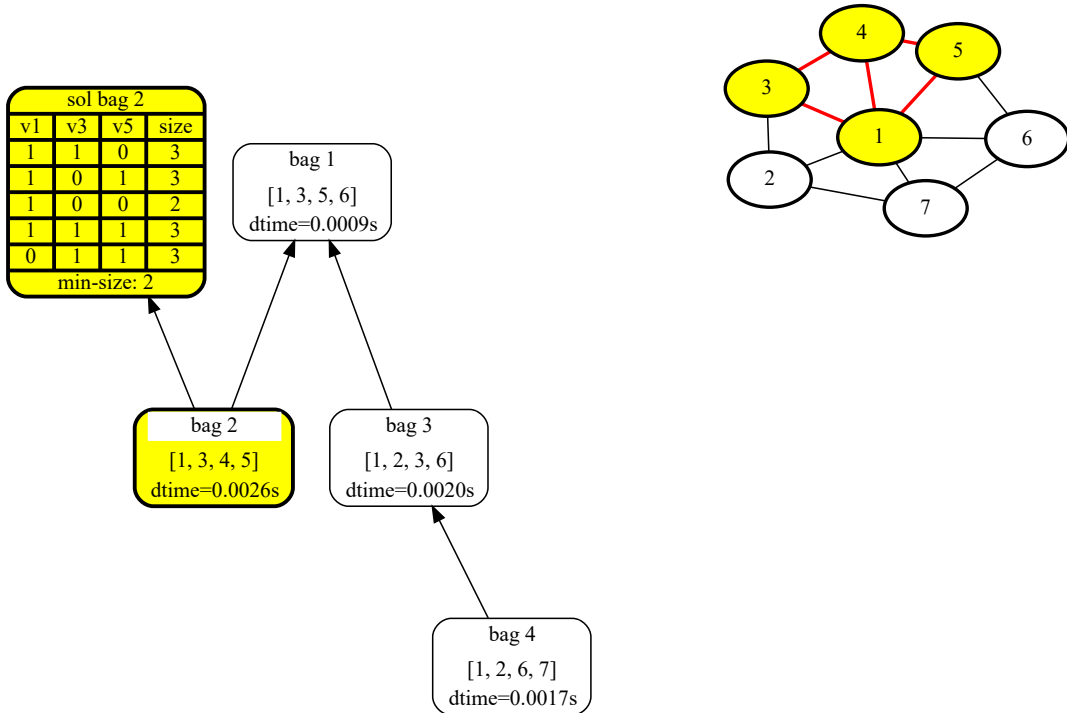 sol bag 2
v1 v3 v5 size
1 1 0 3
1 0 1 3
1 0 0 2
1 1 1 3
0 1 1 3
min-size: 2
bag 1
[1, 3, 5, 6]
dtime=0.0009s
bag 2
[1, 3, 4, 5]
dtime=0.0026s
bag 3
[1, 2, 3, 6]
dtime=0.0020s
bag 4
[1, 2, 6, 7]
dtime=0.0017s
4
5
3
1
6
2
7